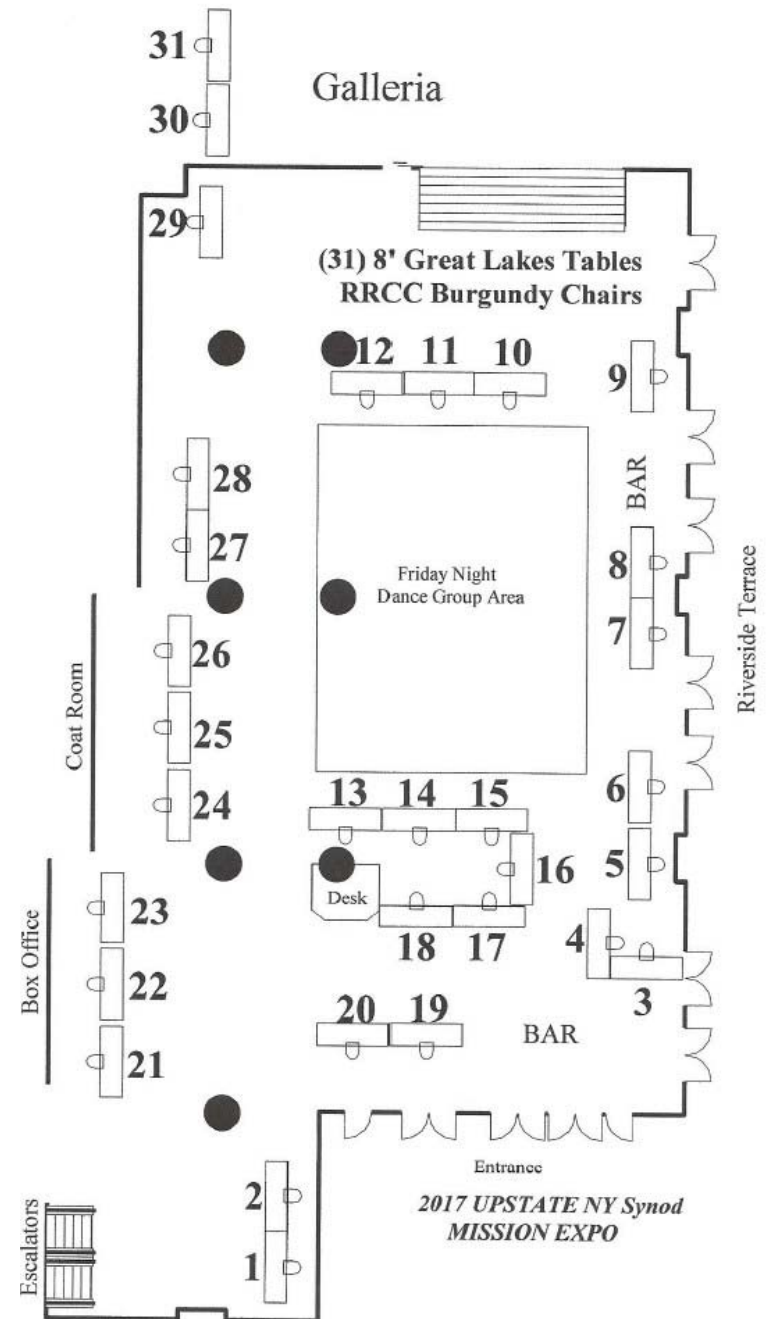 31
Galleria
30
29
(31) 8' Great Lakes Tables
RRCC Burgundy Chairs
12 11 10
9
28
BAR
27
8
Friday Night
Dance Group Area
7
Riverside Terrace
26
Coat Room
25
24
6
13 14 15
5
16
Desk
23
18 17
4
Box Office
22
3
20 19
BAR
21
Entrance
2
2017 UPSTATE NY Synod
MISSION EXPO
Escalators
1